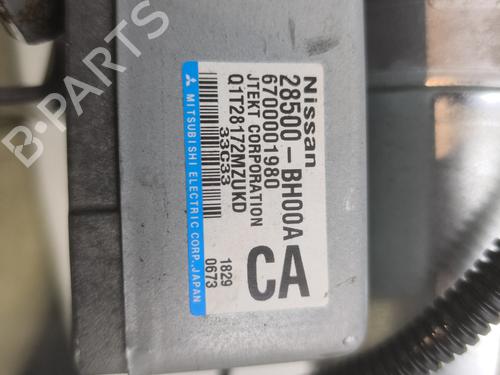 B-PARTS
Nissan
28500-BH00A
6700001980
JTEKT CORPORATION
Q1T28172MZUKD
33C33
CA
1829
0673
MITSUBISHI ELECTRIC CORP. JAPAN